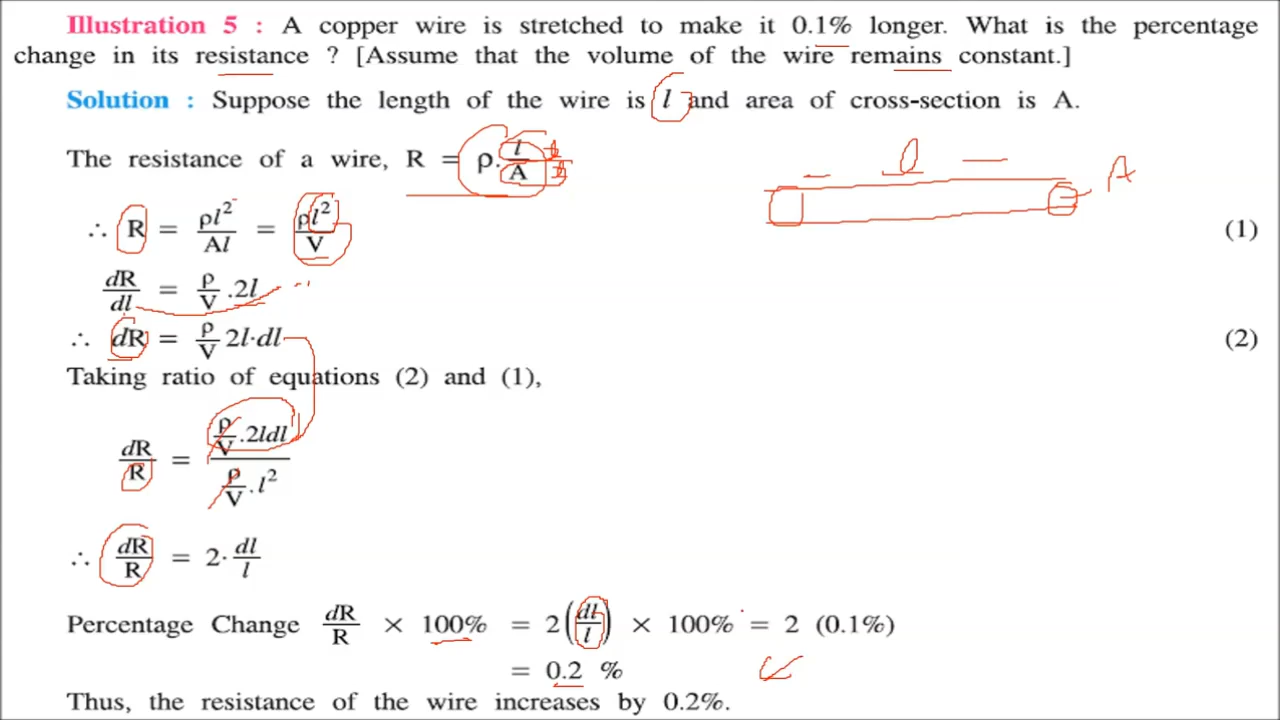 Illustration 5 : A copper wire is stretched to make it 0.1% longer. What is the percentage
change in its resistance ? [Assume that the volume of the wire remains constant.]
Solution : Suppose the length of the wire is l and area of cross-section is A.
l
The resistance of a wire, R = ρ. l/A
A
∴ R = ρl²/Al = ρl²/V (1)
dR/dl = ρ/V .2l
∴ dR = ρ/V 2l·dl (2)
Taking ratio of equations (2) and (1),
dR/R = (ρ/V .2ldl)/(ρ/V . l²)
∴ dR/R = 2· dl/l
Percentage Change dR/R × 100% = 2(dl/l) × 100% = 2 (0.1%)
= 0.2 %
Thus, the resistance of the wire increases by 0.2%.